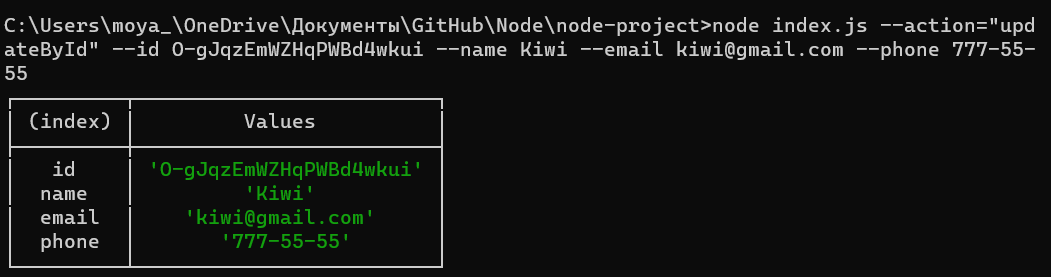 C:\Users\moya_\OneDrive\Документы\GitHub\Node\node-project>node index.js --action="upd
ateById" --id O-gJqzEmWZHqPWBd4wkui --name Kiwi --email kiwi@gmail.com --phone 777-55-
55
(index) Values
id 'O-gJqzEmWZHqPWBd4wkui'
name 'Kiwi'
email 'kiwi@gmail.com'
phone '777-55-55'